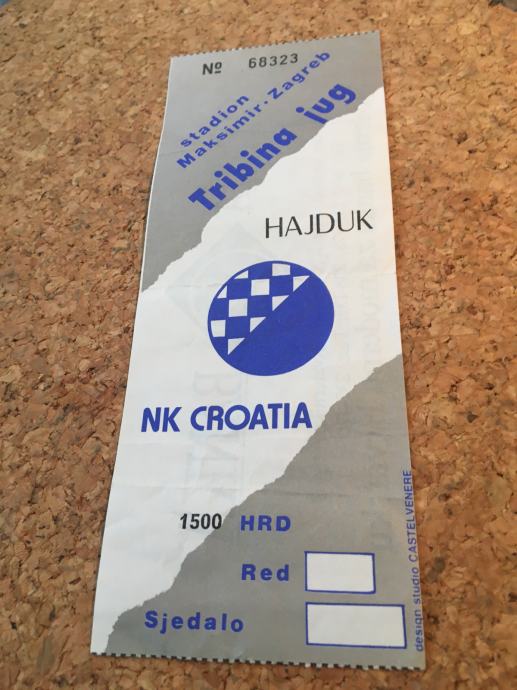 No 68323
stadion
Maksimir · Zagreb
Tribina jug
HAJDUK
NK CROATIA
1500 HRD
Red
Sjedalo
design studio CASTELVENERE